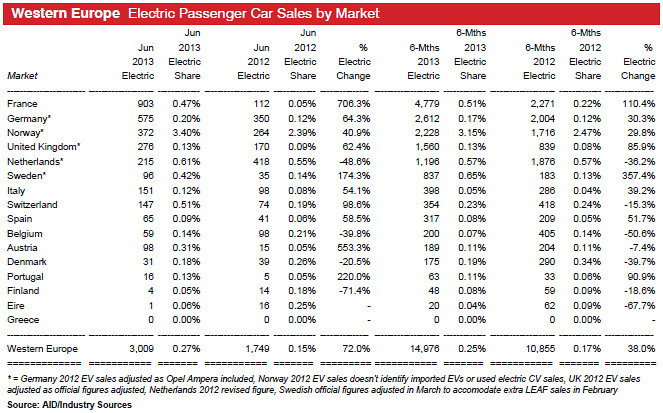 Western Europe Electric Passenger Car Sales by Market
Jun Jun 6-Mths 6-Mths
Jun 2013 Jun 2012 % 6-Mths 2013 6-Mths 2012 %
2013 Electric 2012 Electric Electric 2013 Electric 2012 Electric Electric
Market Electric Share Electric Share Change Electric Share Electric Share Change
France 903 0.47% 112 0.05% 706.3% 4,779 0.51% 2,271 0.22% 110.4%
Germany* 575 0.20% 350 0.12% 64.3% 2,612 0.17% 2,004 0.12% 30.3%
Norway* 372 3.40% 264 2.39% 40.9% 2,228 3.15% 1,716 2.47% 29.8%
United Kingdom* 276 0.13% 170 0.09% 62.4% 1,560 0.13% 839 0.08% 85.9%
Netherlands* 215 0.61% 418 0.55% -48.6% 1,196 0.57% 1,876 0.57% -36.2%
Sweden* 96 0.42% 35 0.14% 174.3% 837 0.65% 183 0.13% 357.4%
Italy 151 0.12% 98 0.08% 54.1% 398 0.05% 286 0.04% 39.2%
Switzerland 147 0.51% 74 0.19% 98.6% 354 0.23% 418 0.24% -15.3%
Spain 65 0.09% 41 0.06% 58.5% 317 0.08% 209 0.05% 51.7%
Belgium 59 0.14% 98 0.21% -39.8% 200 0.07% 405 0.14% -50.6%
Austria 98 0.31% 15 0.05% 553.3% 189 0.11% 204 0.11% -7.4%
Denmark 31 0.18% 39 0.26% -20.5% 175 0.19% 290 0.34% -39.7%
Portugal 16 0.13% 5 0.05% 220.0% 63 0.11% 33 0.06% 90.9%
Finland 4 0.05% 14 0.18% -71.4% 48 0.08% 59 0.09% -18.6%
Eire 1 0.06% 16 0.25% - 20 0.04% 62 0.09% -67.7%
Greece 0 0.00% 0 0.00% - 0 0.00% 0 0.00% -
Western Europe 3,009 0.27% 1,749 0.15% 72.0% 14,976 0.25% 10,855 0.17% 38.0%
* = Germany 2012 EV sales adjusted as Opel Ampera included, Norway 2012 EV sales doesn't identify imported EVs or used electric CV sales, UK 2012 EV sales
adjusted as official figures adjusted, Netherlands 2012 revised figure, Swedish official figures adjusted in March to accomodate extra LEAF sales in February
Source: AID/Industry Sources